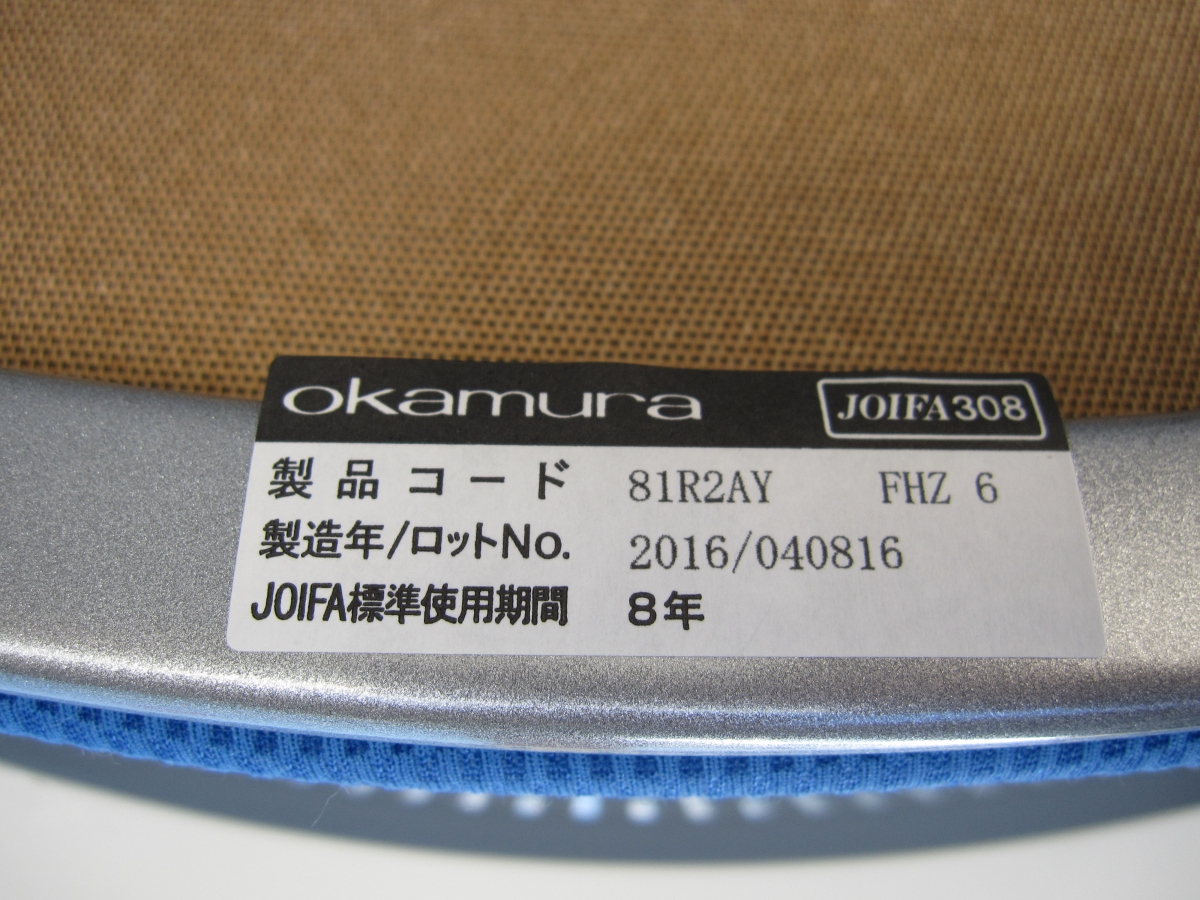 okamura JOIFA308
製品コード 81R2AY FHZ 6
製造年/ロットNo. 2016/040816
JOIFA標準使用期間 8年